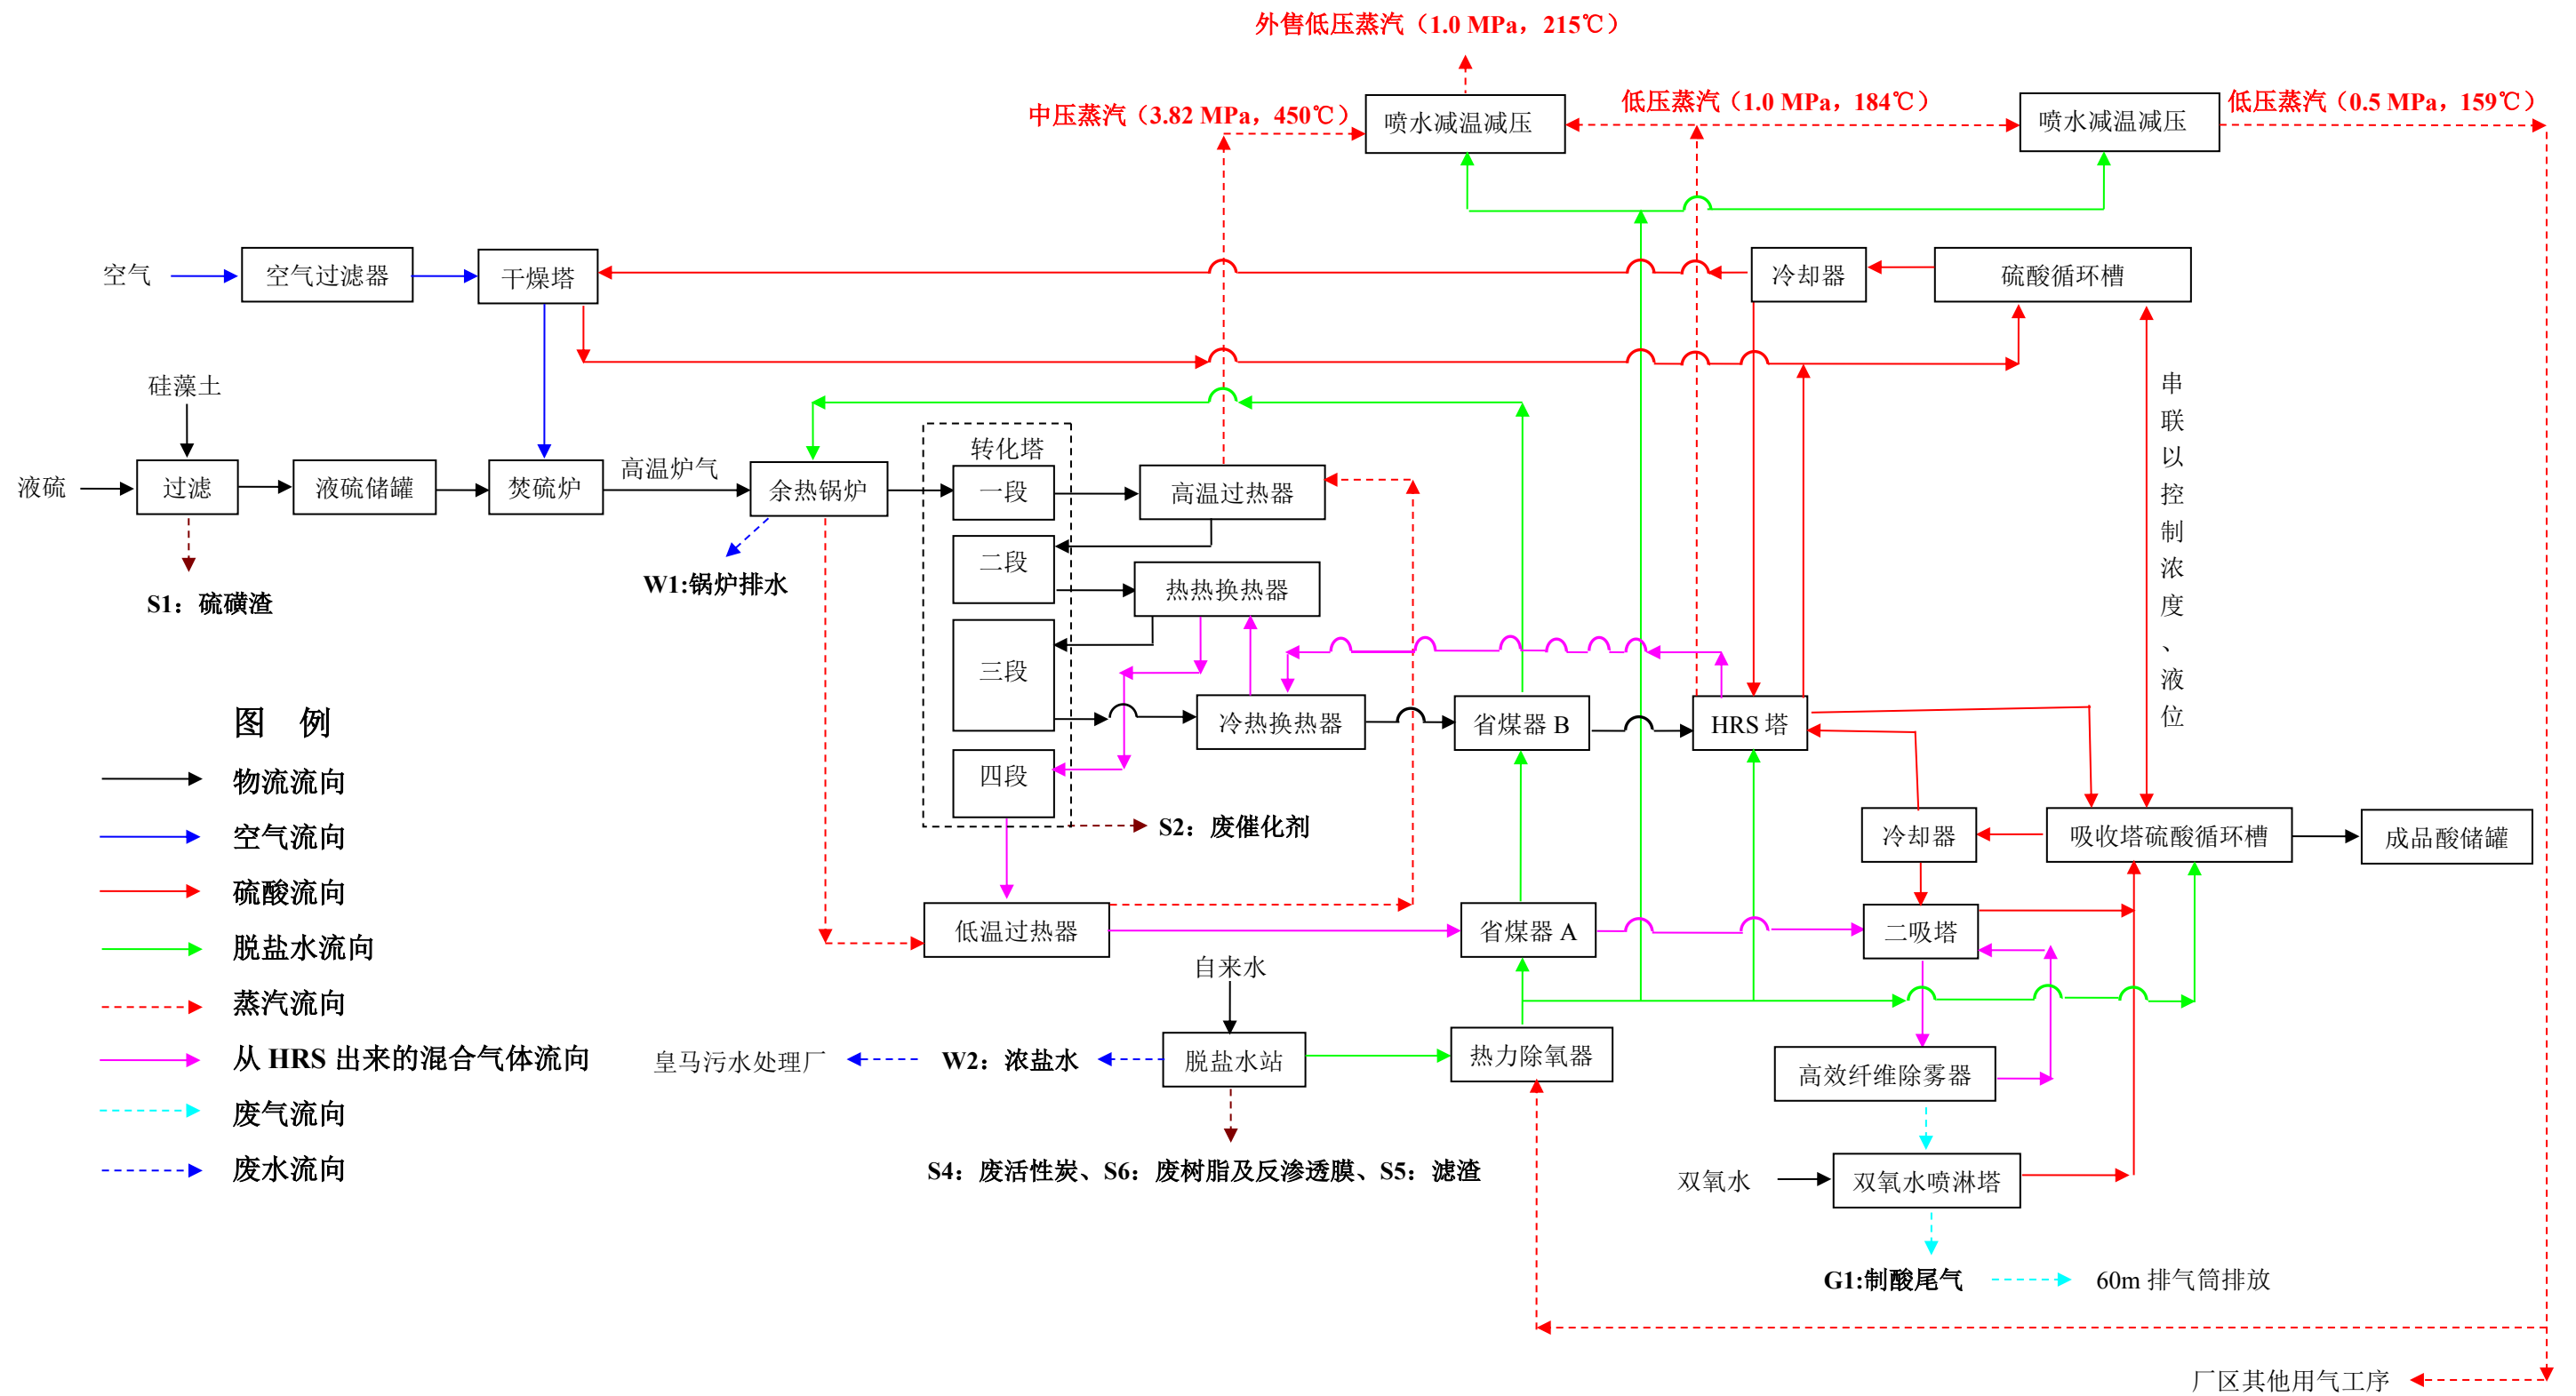 外售低压蒸汽（1.0 MPa，215℃）
中压蒸汽（3.82 MPa，450℃）
喷水减温减压
低压蒸汽（1.0 MPa，184℃）
喷水减温减压
低压蒸汽（0.5 MPa，159℃）
空气
空气过滤器
干燥塔
冷却器
硫酸循环槽
硅藻土
串联以控制浓度、液位
液硫
过滤
液硫储罐
焚硫炉
高温炉气
余热锅炉
转化塔
一段
高温过热器
二段
热热换热器
W1:锅炉排水
S1：硫磺渣
三段
冷热换热器
省煤器 B
HRS 塔
四段
S2：废催化剂
冷却器
吸收塔硫酸循环槽
成品酸储罐
低温过热器
省煤器 A
二吸塔
自来水
皇马污水处理厂
W2：浓盐水
脱盐水站
热力除氧器
高效纤维除雾器
S4：废活性炭、S6：废树脂及反渗透膜、S5：滤渣
双氧水
双氧水喷淋塔
G1:制酸尾气
60m 排气筒排放
厂区其他用气工序
图 例
物流流向
空气流向
硫酸流向
脱盐水流向
蒸汽流向
从 HRS 出来的混合气体流向
废气流向
废水流向